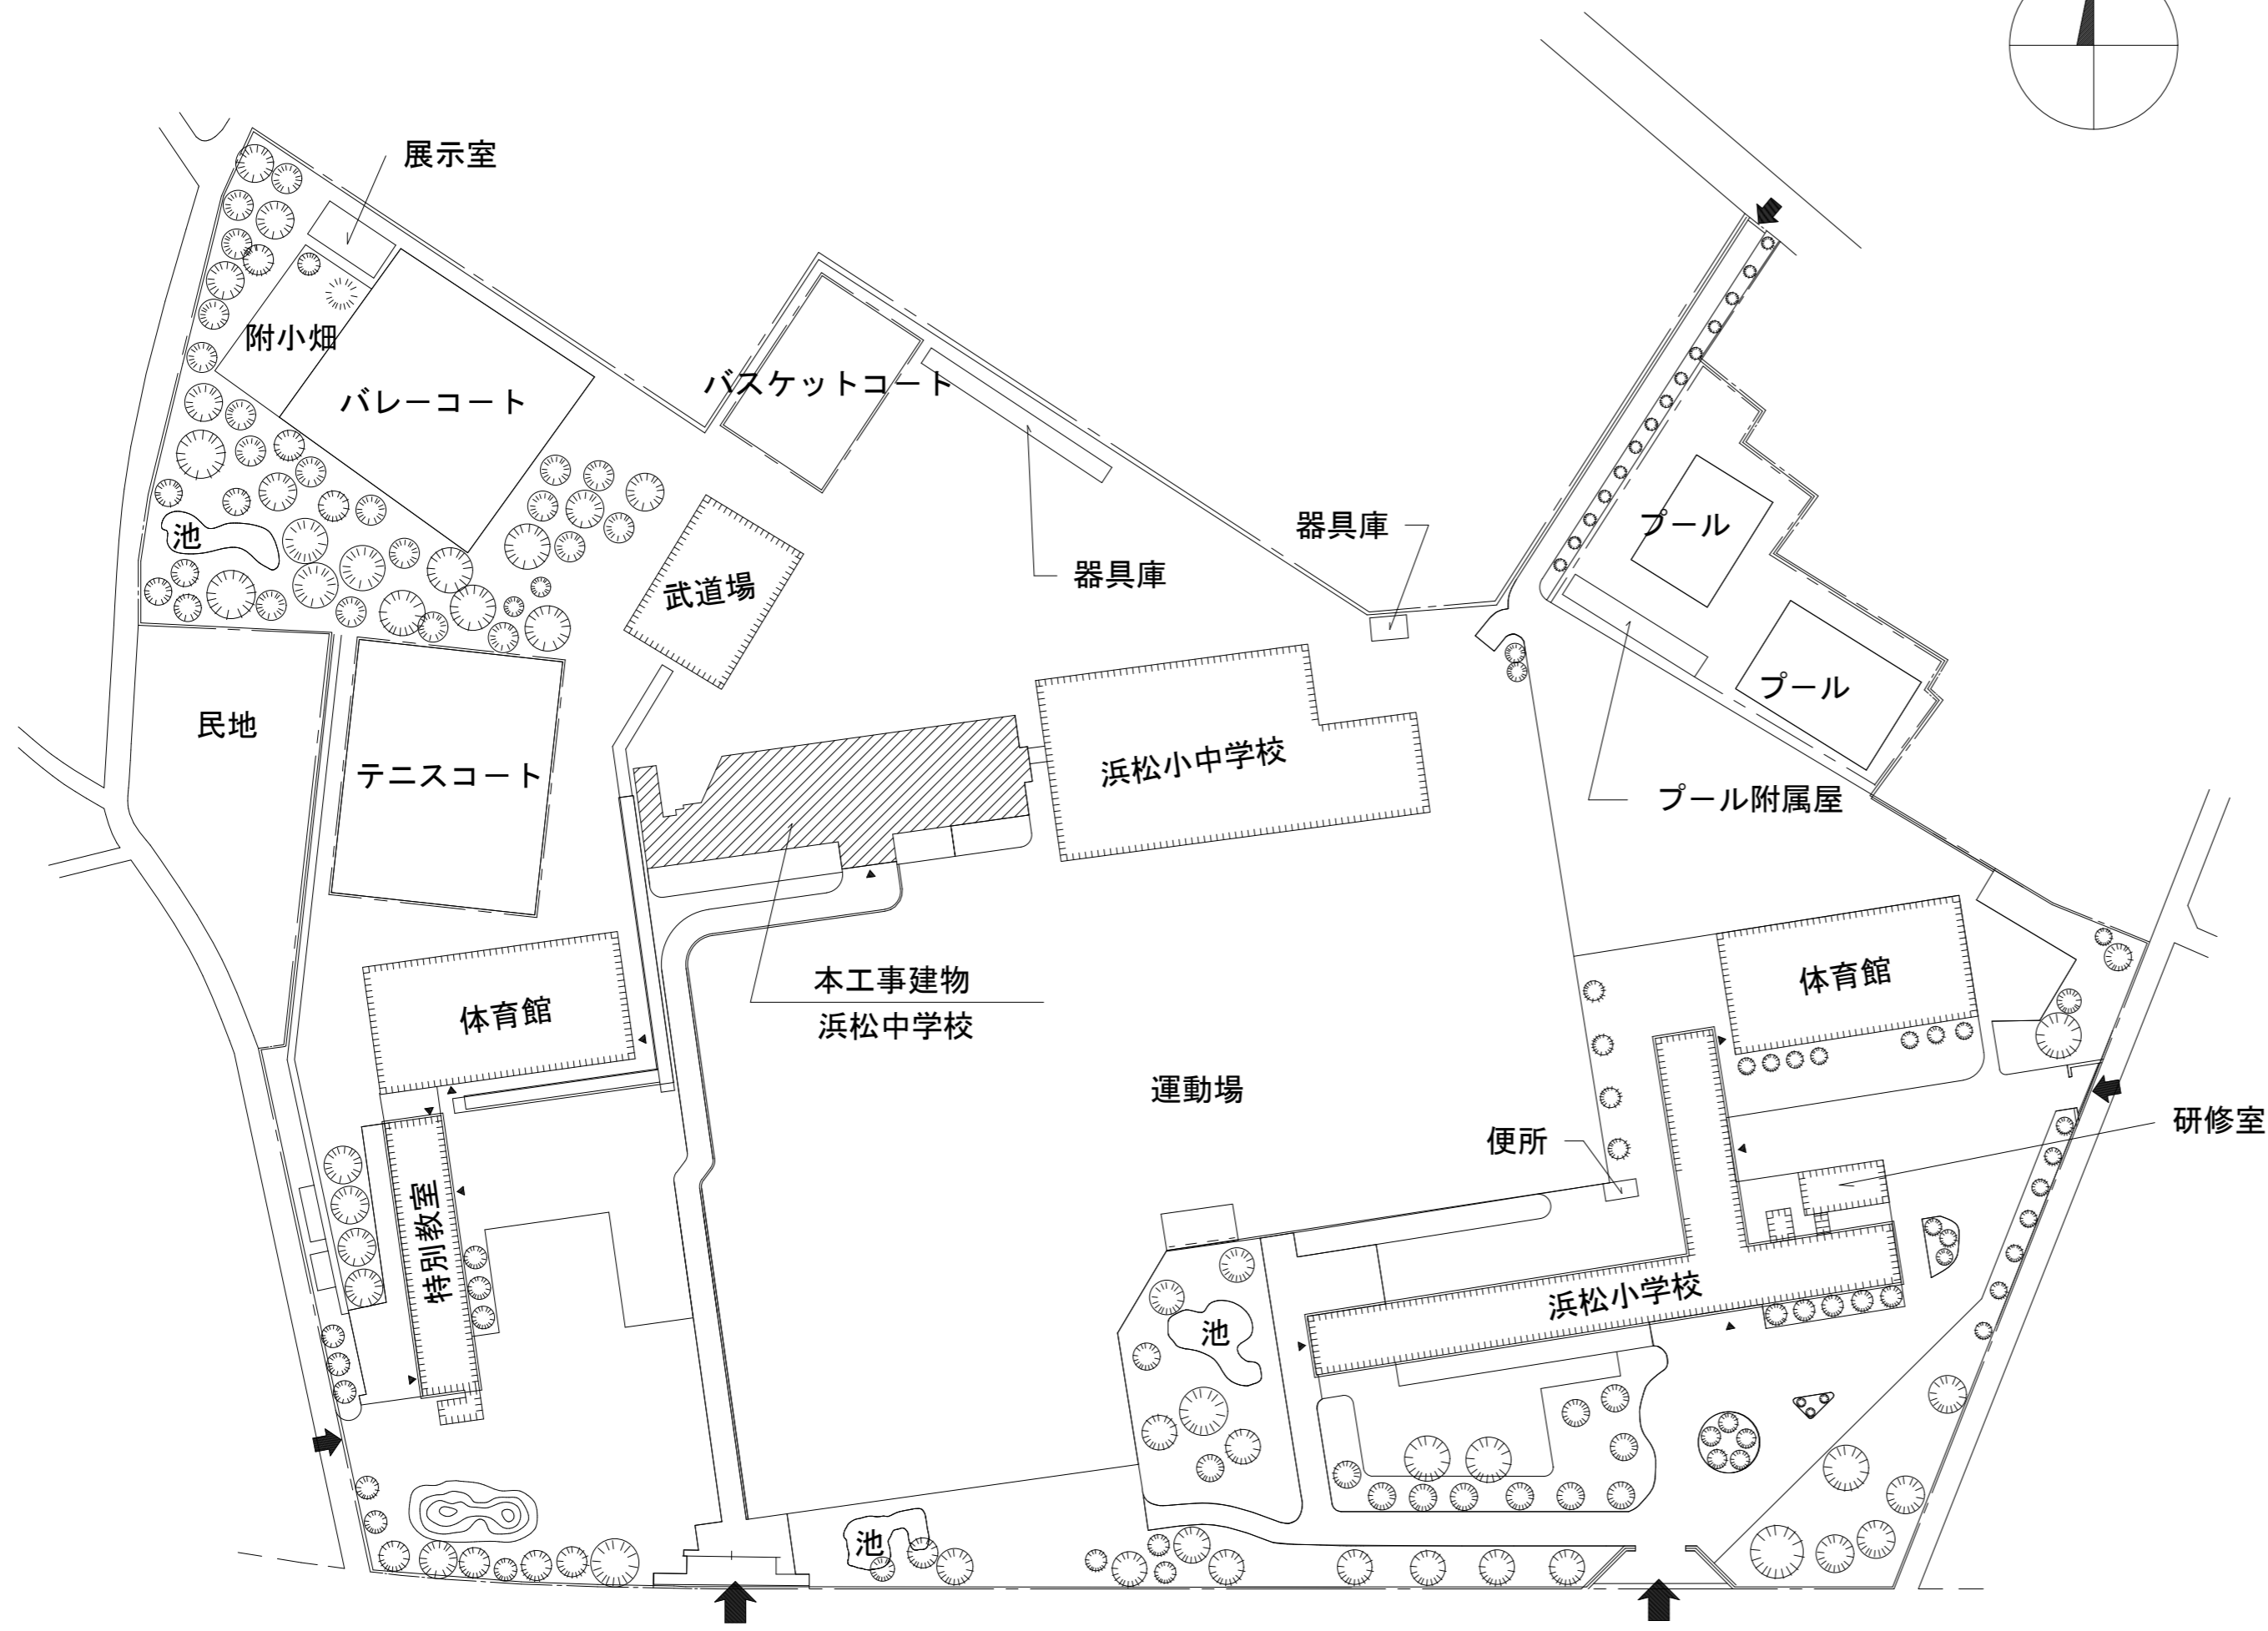 展示室
附小畑
バレーコート
バスケットコート
器具庫
器具庫
プール
池
武道場
プール
民地
テニスコート
浜松小中学校
プール附属屋
体育館
本工事建物
浜松中学校
体育館
運動場
研修室
便所
特別教室
浜松小学校
池
池